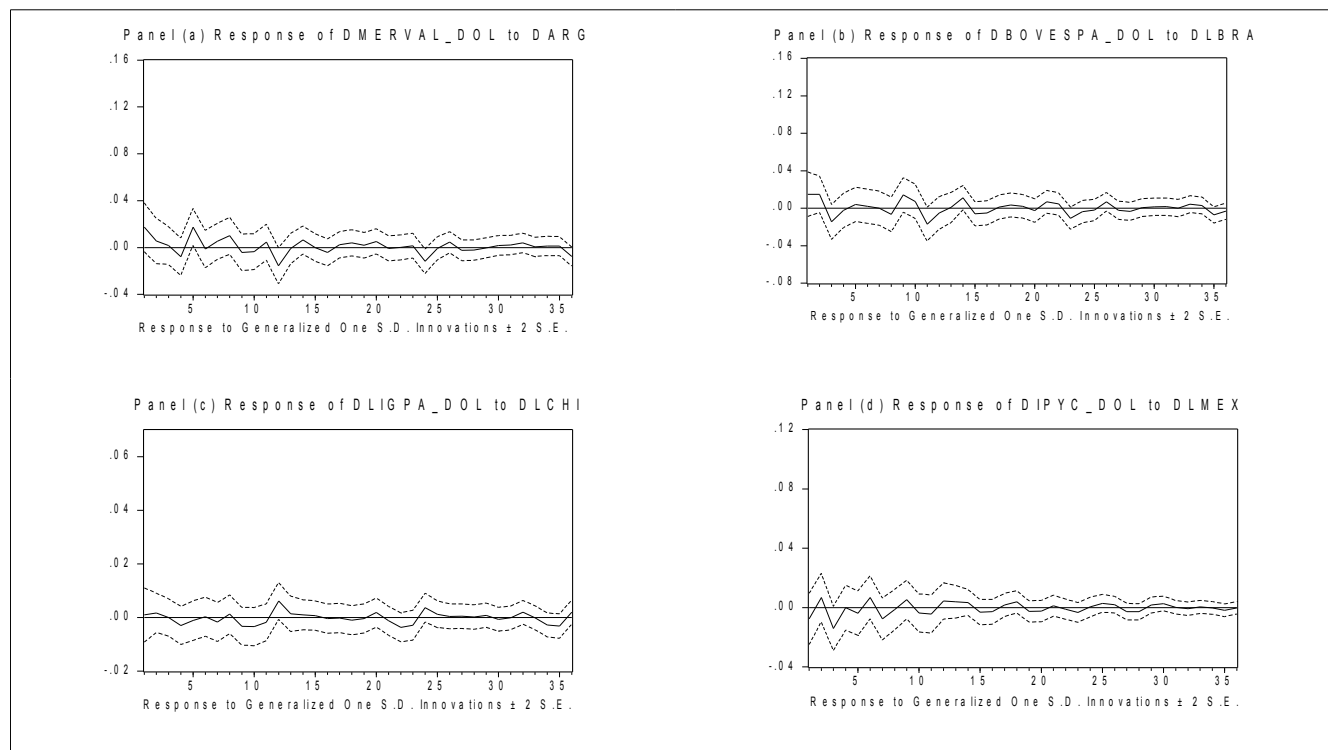 Panel (a) Response of DMERVAL_DOL to DARG
.16
.12
.08
.04
.00
-.04
5 10 15 20 25 30 35
Response to Generalized One S.D. Innovations ± 2 S.E.
Panel (b) Response of DBOVESPA_DOL to DLBRA
.16
.12
.08
.04
.00
-.04
-.08
5 10 15 20 25 30 35
Response to Generalized One S.D. Innovations ± 2 S.E.
Panel (c) Response of DLIGPA_DOL to DLCHI
.06
.04
.02
.00
-.02
5 10 15 20 25 30 35
Response to Generalized One S.D. Innovations ± 2 S.E.
Panel (d) Response of DIPYC_DOL to DLMEX
.12
.08
.04
.00
-.04
5 10 15 20 25 30 35
Response to Generalized One S.D. Innovations ± 2 S.E.